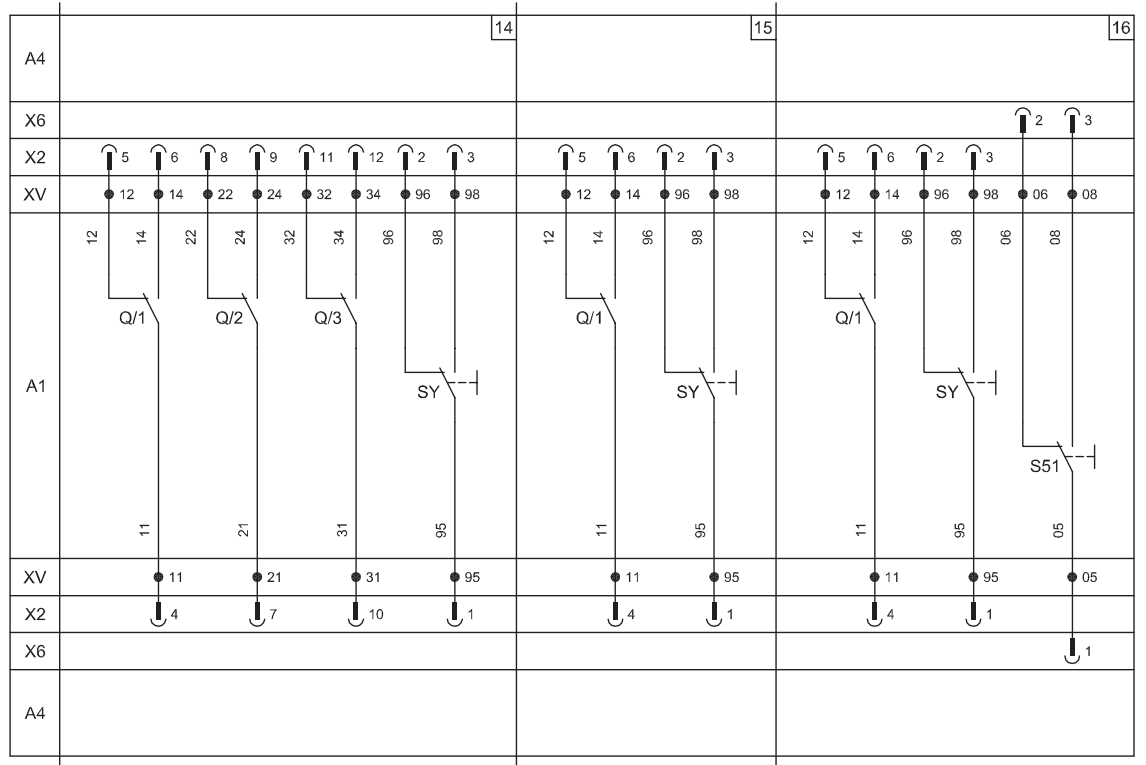 14 15 16
A4
X6 2 3
X2 5 6 8 9 11 12 2 3 5 6 2 3 5 6 2 3
XV 12 14 22 24 32 34 96 98 12 14 96 98 12 14 96 98 06 08
12 14 22 24 32 34 96 98 12 14 96 98 12 14 96 98 06 08
Q/1 Q/2 Q/3 Q/1 Q/1
A1 SY SY SY
S51
11 21 31 95 11 95 11 95 05
XV 11 21 31 95 11 95 11 95 05
X2 4 7 10 1 4 1 4 1
X6 1
A4